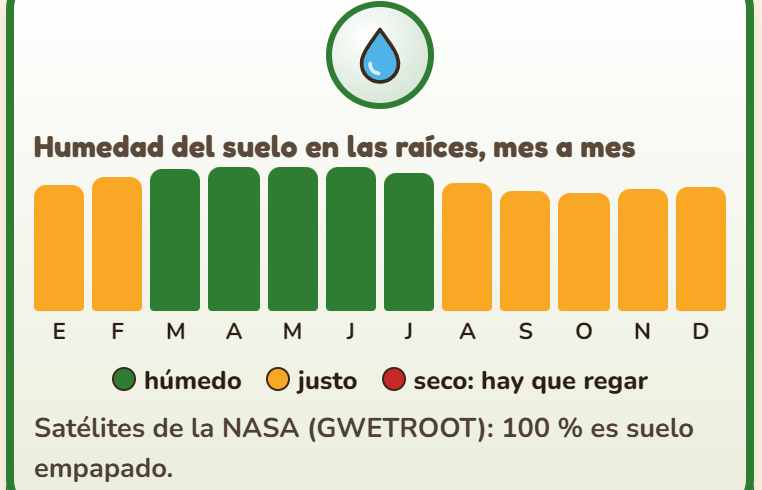 Humedad del suelo en las raíces, mes a mes
E F M A M J J A S O N D
húmedo justo seco: hay que regar
Satélites de la NASA (GWETROOT): 100 % es suelo
empapado.